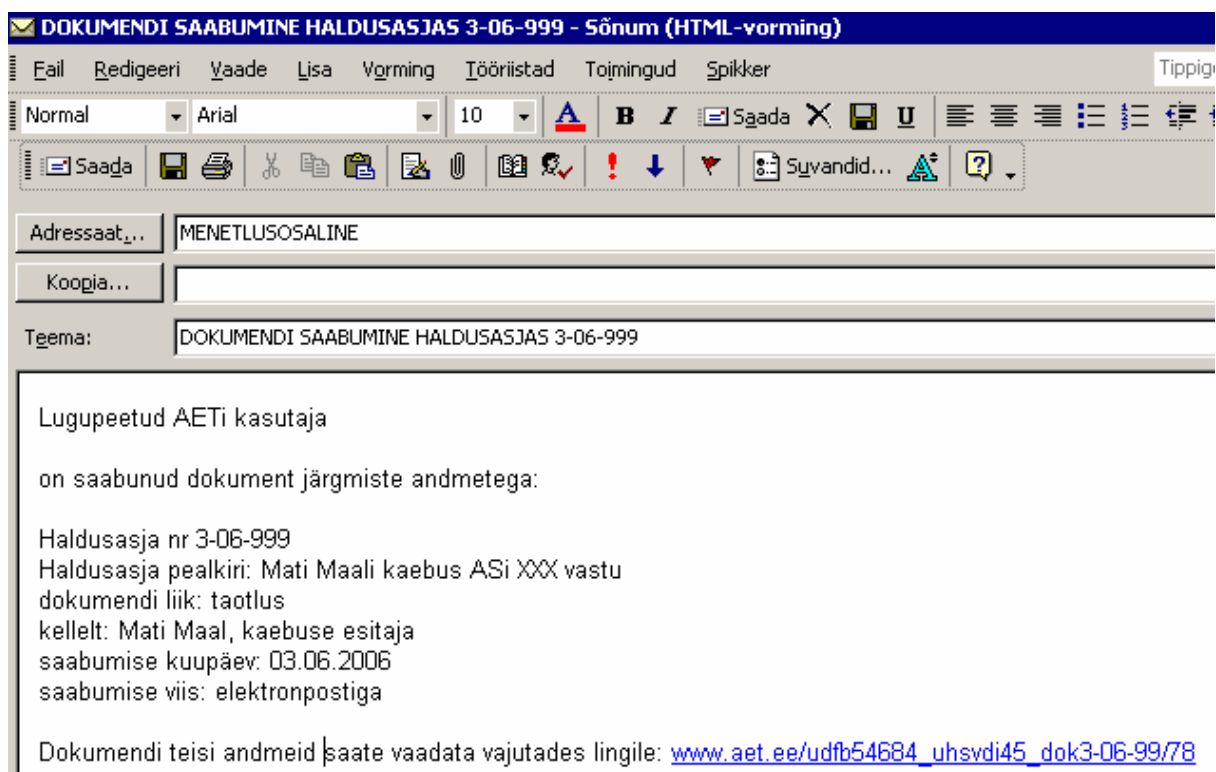 DOKUMENDI SAABUMINE HALDUSASJAS 3-06-999 - Sõnum (HTML-vorming)
Fail Redigeeri Vaade Lisa Vorming Tööriistad Toimingud Spikker
Normal Arial 10 A B I Saada U
Saada Suvandid...
Adressaat... MENETLUSOSALINE
Koopia...
Teema: DOKUMENDI SAABUMINE HALDUSASJAS 3-06-999
Lugupeetud AETi kasutaja
on saabunud dokument järgmiste andmetega:
Haldusasja nr 3-06-999
Haldusasja pealkiri: Mati Maali kaebus ASi XXX vastu
dokumendi liik: taotlus
kellelt: Mati Maal, kaebuse esitaja
saabumise kuupäev: 03.06.2006
saabumise viis: elektronpostiga
Dokumendi teisi andmeid saate vaadata vajutades lingile: www.aet.ee/udfb54684_uhsvdi45_dok3-06-99/78